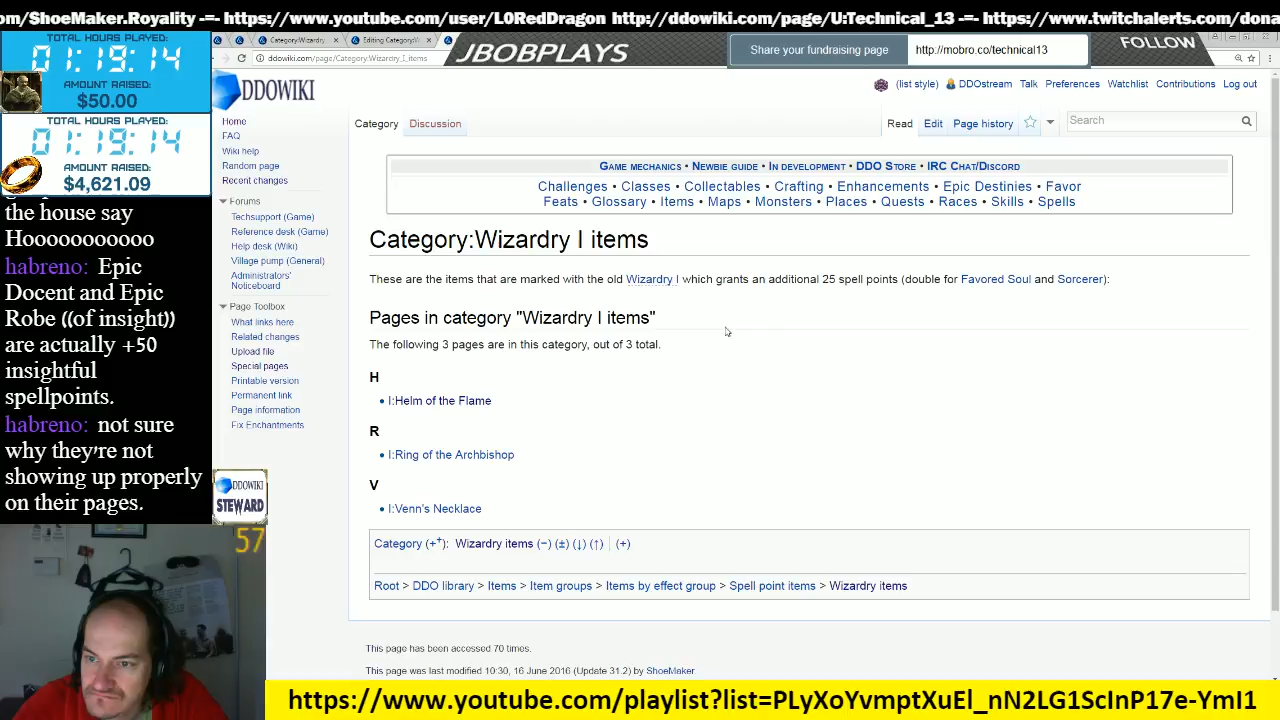 om/ShoeMaker.Royality -=- https://www.youtube.com/user/L0RedDragon http://ddowiki.com/page/U:Technical_13 -=- https://www.twitchalerts.com/dona
TOTAL HOURS PLAYED:
01:19:14
AMOUNT RAISED:
$50.00
TOTAL HOURS PLAYED:
01:19:14
AMOUNT RAISED:
$4,621.09
the house say
Hooooooooooo
habreno: Epic
Docent and Epic
Robe ((of insight))
are actually +50
insightful
spellpoints.
habreno: not sure
why they're not
showing up properly
on their pages.
57
Category:Wizardry
Editing Category:W
JBOBPLAYS
Share your fundraising page
http://mobro.co/technical13
FOLLOW
ddowiki.com/page/Category:Wizardry_I_items
DDOWIKI
(list style) DDOstream Talk Preferences Watchlist Contributions Log out
Category Discussion
Read Edit Page history
Search
Home
FAQ
Wiki help
Random page
Recent changes
Forums
Techsupport (Game)
Reference desk (Game)
Help desk (Wiki)
Village pump (General)
Administrators'
Noticeboard
Page Toolbox
What links here
Related changes
Upload file
Special pages
Printable version
Permanent link
Page information
Fix Enchantments
DDOWIKI
STEWARD
Game mechanics • Newbie guide • In development • DDO Store • IRC Chat/Discord
Challenges • Classes • Collectables • Crafting • Enhancements • Epic Destinies • Favor
Feats • Glossary • Items • Maps • Monsters • Places • Quests • Races • Skills • Spells
Category:Wizardry I items
These are the items that are marked with the old Wizardry I which grants an additional 25 spell points (double for Favored Soul and Sorcerer):
Pages in category "Wizardry I items"
The following 3 pages are in this category, out of 3 total.
H
• I:Helm of the Flame
R
• I:Ring of the Archbishop
V
• I:Venn's Necklace
Category (++): Wizardry items (−) (±) (↓) (↑) | (+)
Root > DDO library > Items > Item groups > Items by effect group > Spell point items > Wizardry items
This page has been accessed 70 times.
This page was last modified 10:30, 16 June 2016 (Update 31.2) by ShoeMaker.
https://www.youtube.com/playlist?list=PLyXoYvmptXuEl_nN2LG1ScInP17e-YmI1